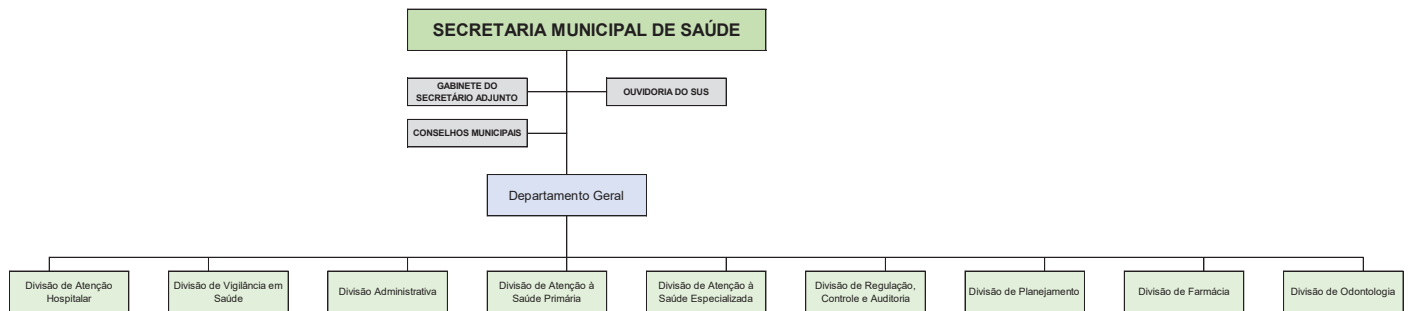 SECRETARIA MUNICIPAL DE SAÚDE
GABINETE DO
SECRETÁRIO ADJUNTO
OUVIDORIA DO SUS
CONSELHOS MUNICIPAIS
Departamento Geral
Divisão de Atenção
Hospitalar
Divisão de Vigilância em
Saúde
Divisão Administrativa
Divisão de Atenção à
Saúde Primária
Divisão de Atenção à
Saúde Especializada
Divisão de Regulação,
Controle e Auditoria
Divisão de Planejamento
Divisão de Farmácia
Divisão de Odontologia